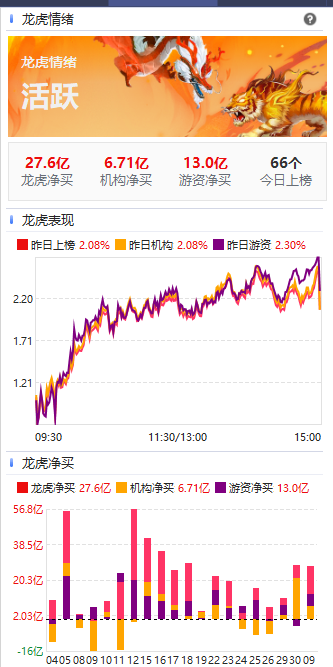 龙虎情绪 ?
龙虎情绪
活跃
27.6亿 6.71亿 13.0亿 66个
龙虎净买 机构净买 游资净买 今日上榜
龙虎表现
昨日上榜 2.08% 昨日机构 2.08% 昨日游资 2.30%
2.20
1.71
1.21
09:30 11:30/13:00 15:00
龙虎净买
龙虎净买 27.6亿 机构净买 6.71亿 游资净买 13.0亿
56.8亿
38.5亿
20.3亿
2.03亿
-16亿
04 05 08 09 10 11 12 15 16 17 18 19 22 23 24 25 26 29 30 09